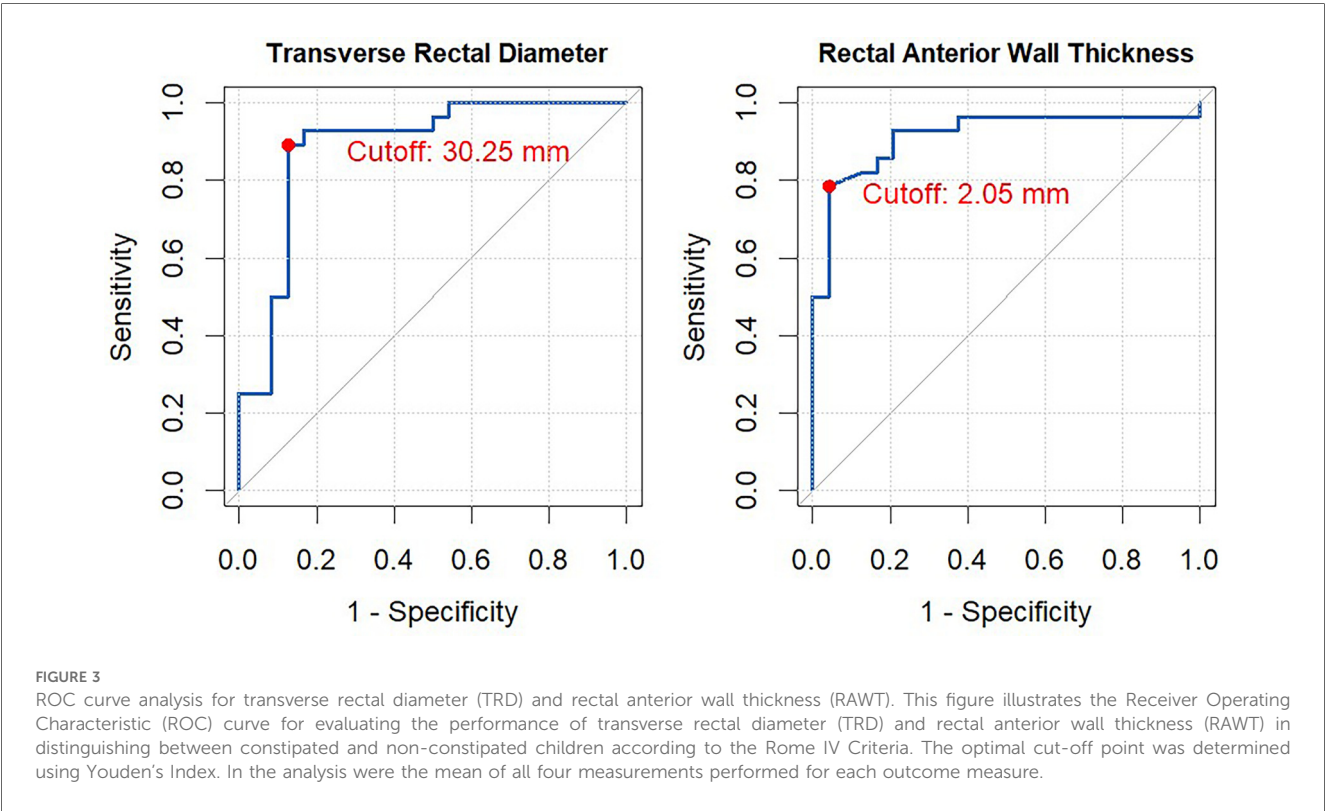 Transverse Rectal Diameter
Rectal Anterior Wall Thickness
Sensitivity
1.0
0.8
0.6
0.4
0.2
0.0
Cutoff: 30.25 mm
0.0 0.2 0.4 0.6 0.8 1.0
1 - Specificity
Sensitivity
1.0
0.8
0.6
0.4
0.2
0.0
Cutoff: 2.05 mm
0.0 0.2 0.4 0.6 0.8 1.0
1 - Specificity
FIGURE 3
ROC curve analysis for transverse rectal diameter (TRD) and rectal anterior wall thickness (RAWT). This figure illustrates the Receiver Operating
Characteristic (ROC) curve for evaluating the performance of transverse rectal diameter (TRD) and rectal anterior wall thickness (RAWT) in
distinguishing between constipated and non-constipated children according to the Rome IV Criteria. The optimal cut-off point was determined
using Youden's Index. In the analysis were the mean of all four measurements performed for each outcome measure.